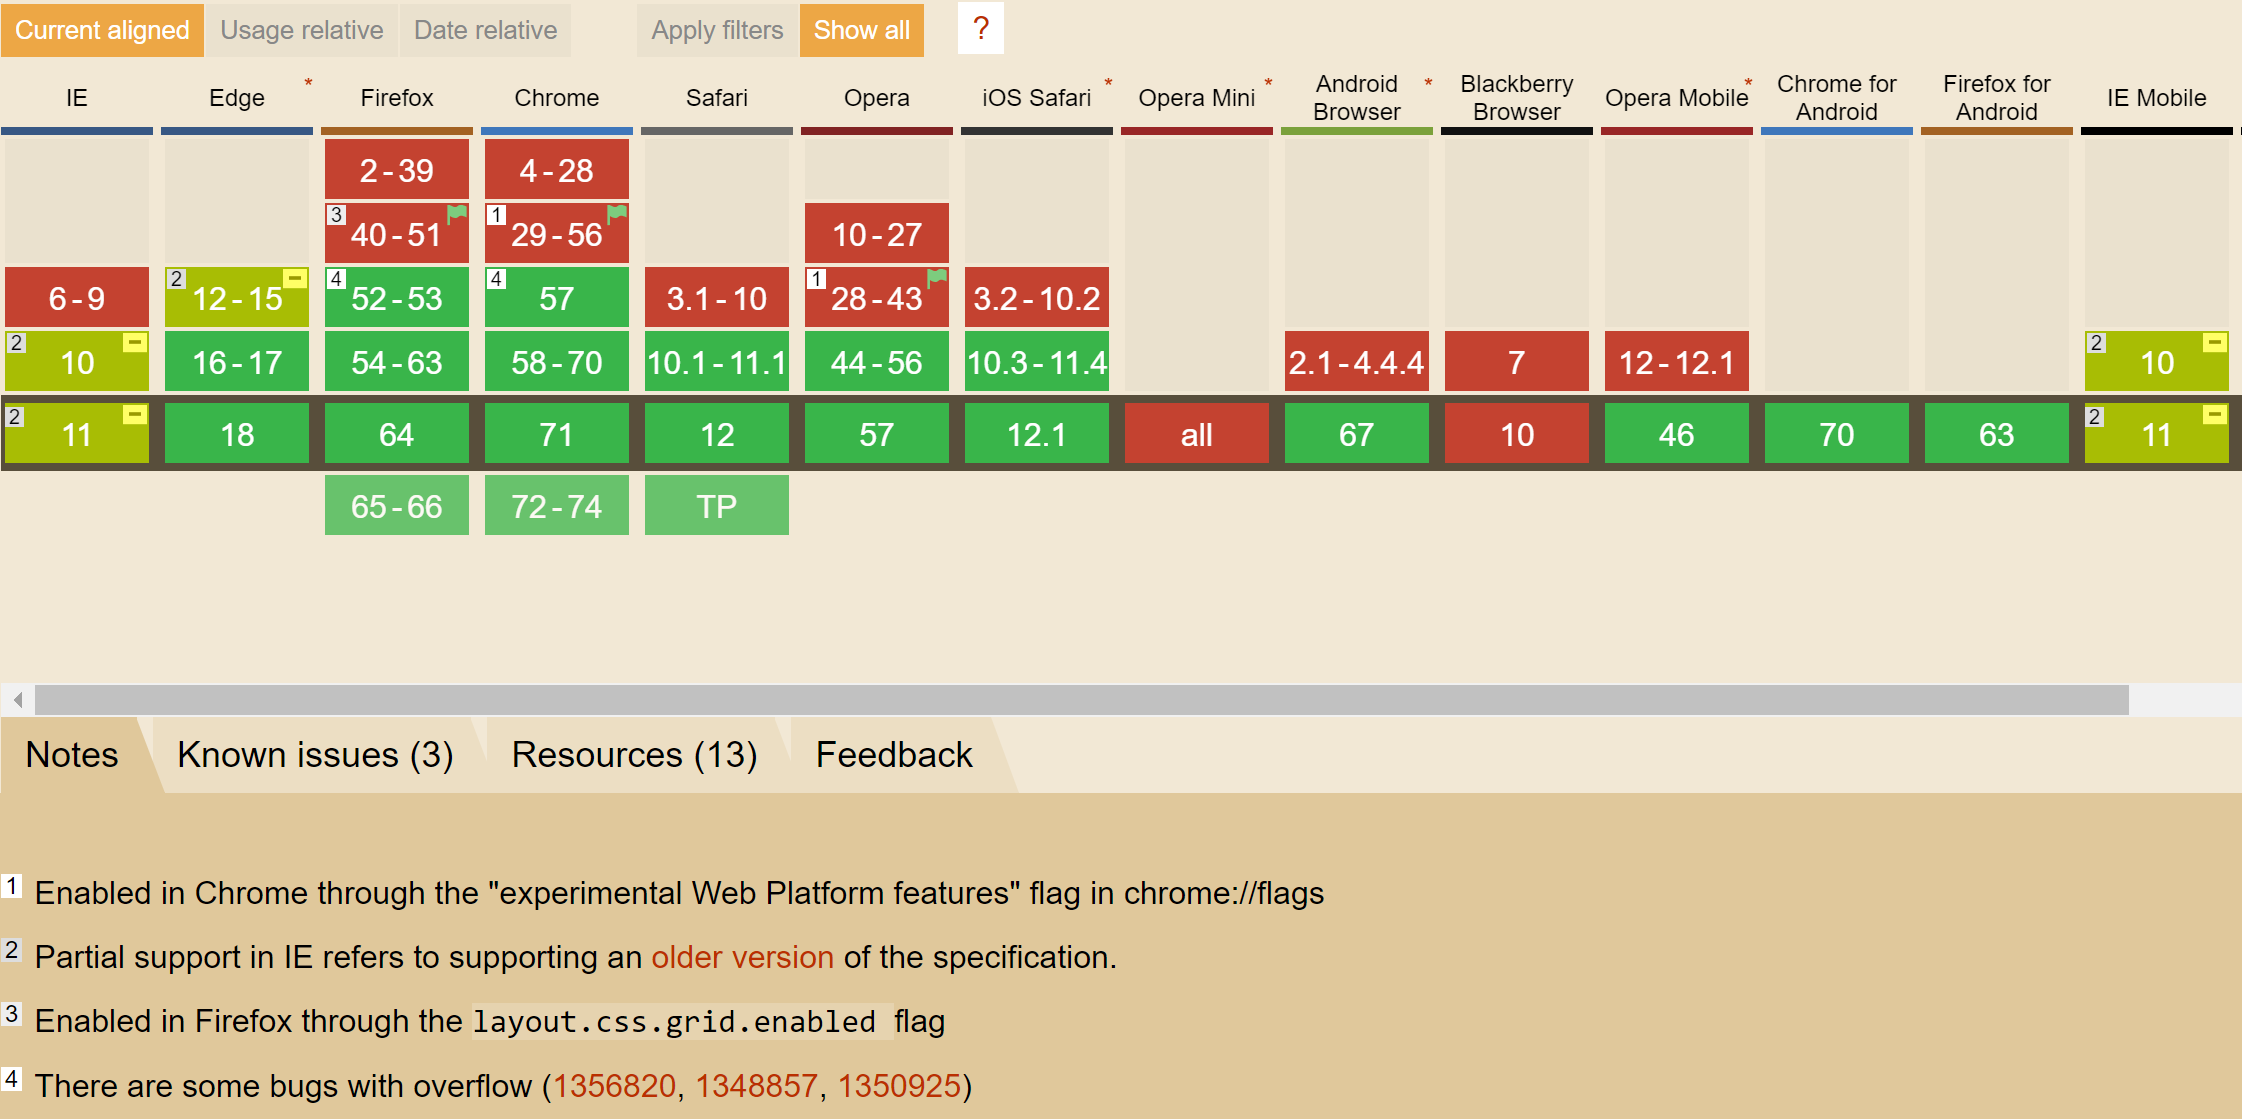 Current aligned Usage relative Date relative Apply filters Show all ?
IE Edge * Firefox Chrome Safari Opera iOS Safari * Opera Mini * Android Browser * Blackberry Browser Opera Mobile * Chrome for Android Firefox for Android IE Mobile
2-39 4-28
3 40-51 1 29-56 10-27
6-9 2 12-15 4 52-53 4 57 3.1-10 1 28-43 3.2-10.2
2 10 16-17 54-63 58-70 10.1-11.1 44-56 10.3-11.4 2.1-4.4.4 7 12-12.1 2 10
2 11 18 64 71 12 57 12.1 all 67 10 46 70 63 2 11
65-66 72-74 TP
Notes Known issues (3) Resources (13) Feedback
1 Enabled in Chrome through the "experimental Web Platform features" flag in chrome://flags
2 Partial support in IE refers to supporting an older version of the specification.
3 Enabled in Firefox through the layout.css.grid.enabled flag
4 There are some bugs with overflow (1356820, 1348857, 1350925)